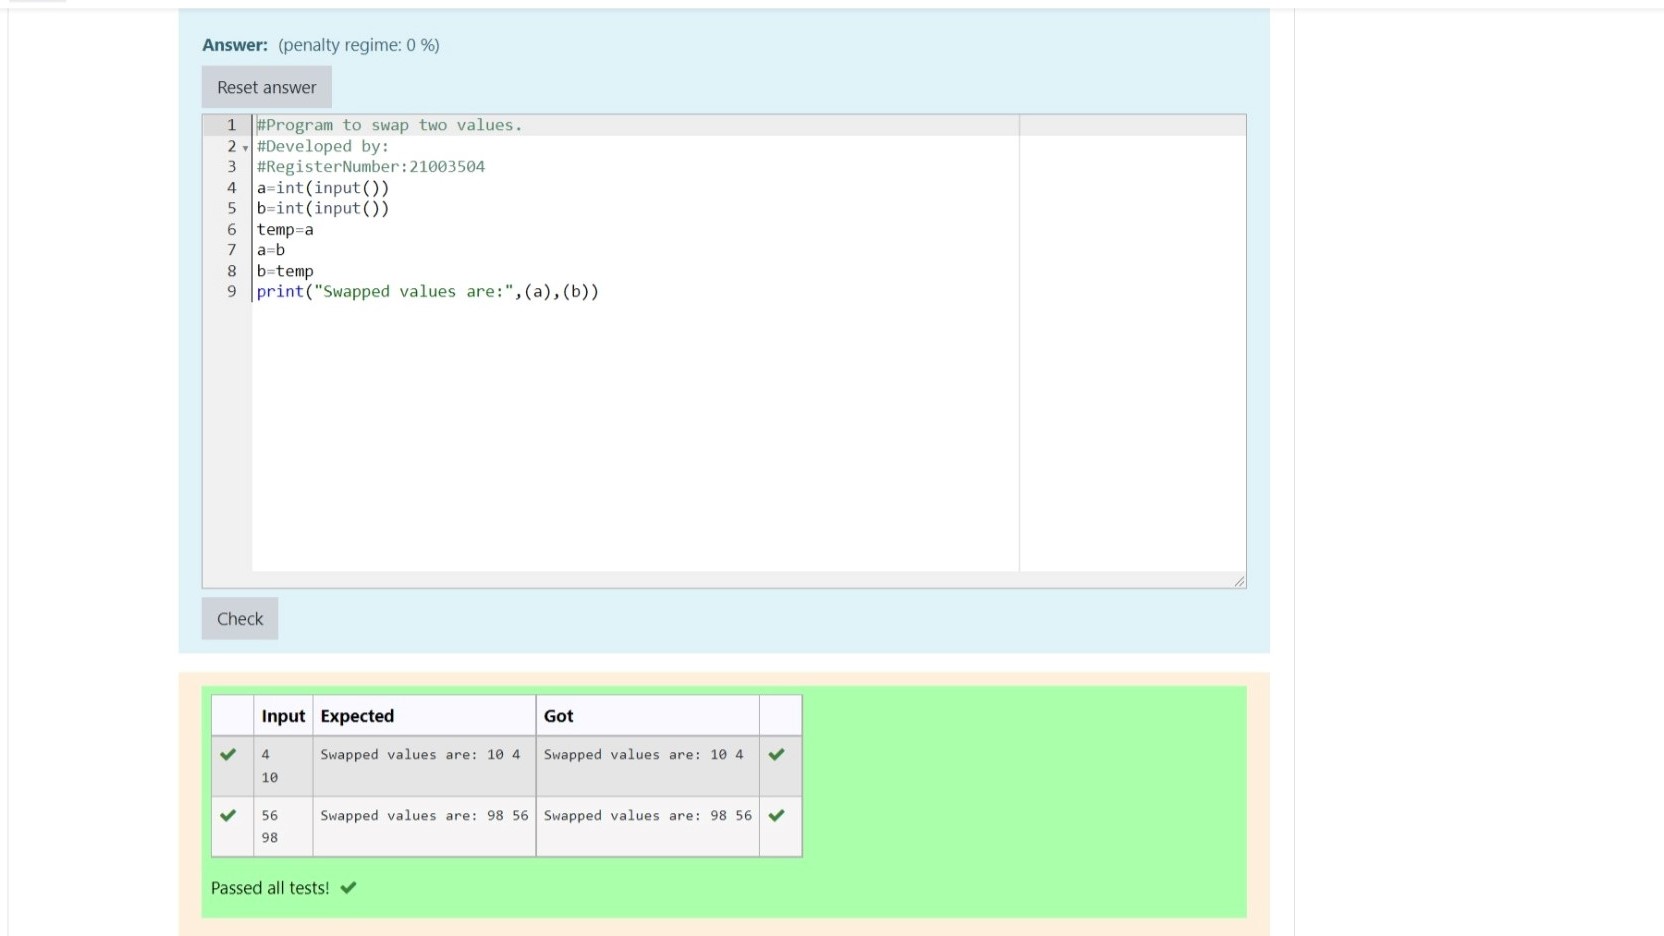 Answer: (penalty regime: 0 %)
Reset answer
1 #Program to swap two values.
2 #Developed by:
3 #RegisterNumber:21003504
4 a=int(input())
5 b=int(input())
6 temp=a
7 a=b
8 b=temp
9 print("Swapped values are:",(a),(b))
Check
Input Expected Got
4 Swapped values are: 10 4 Swapped values are: 10 4
10
56 Swapped values are: 98 56 Swapped values are: 98 56
98
Passed all tests!